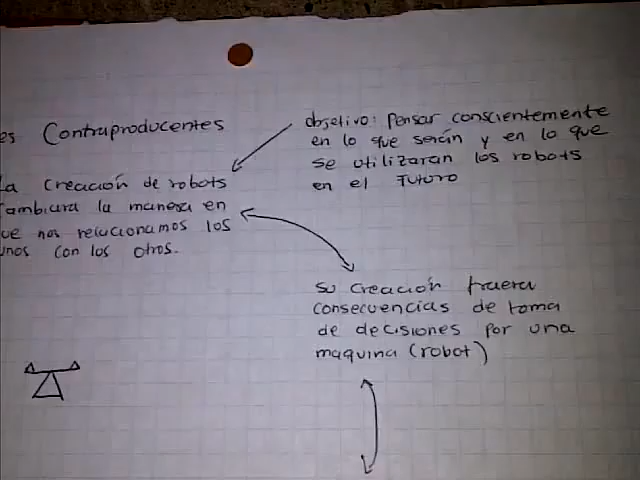 es Contraproducentes
la creación de robots
cambiara la manera en
ue nos relacionamos los
unos con los otros.
objetivo: Pensar conscientemente
en lo que serán y en lo que
se utilizaran los robots
en el Futuro
su creación traera
consecuencias de toma
de decisiones por una
maquina (robot)